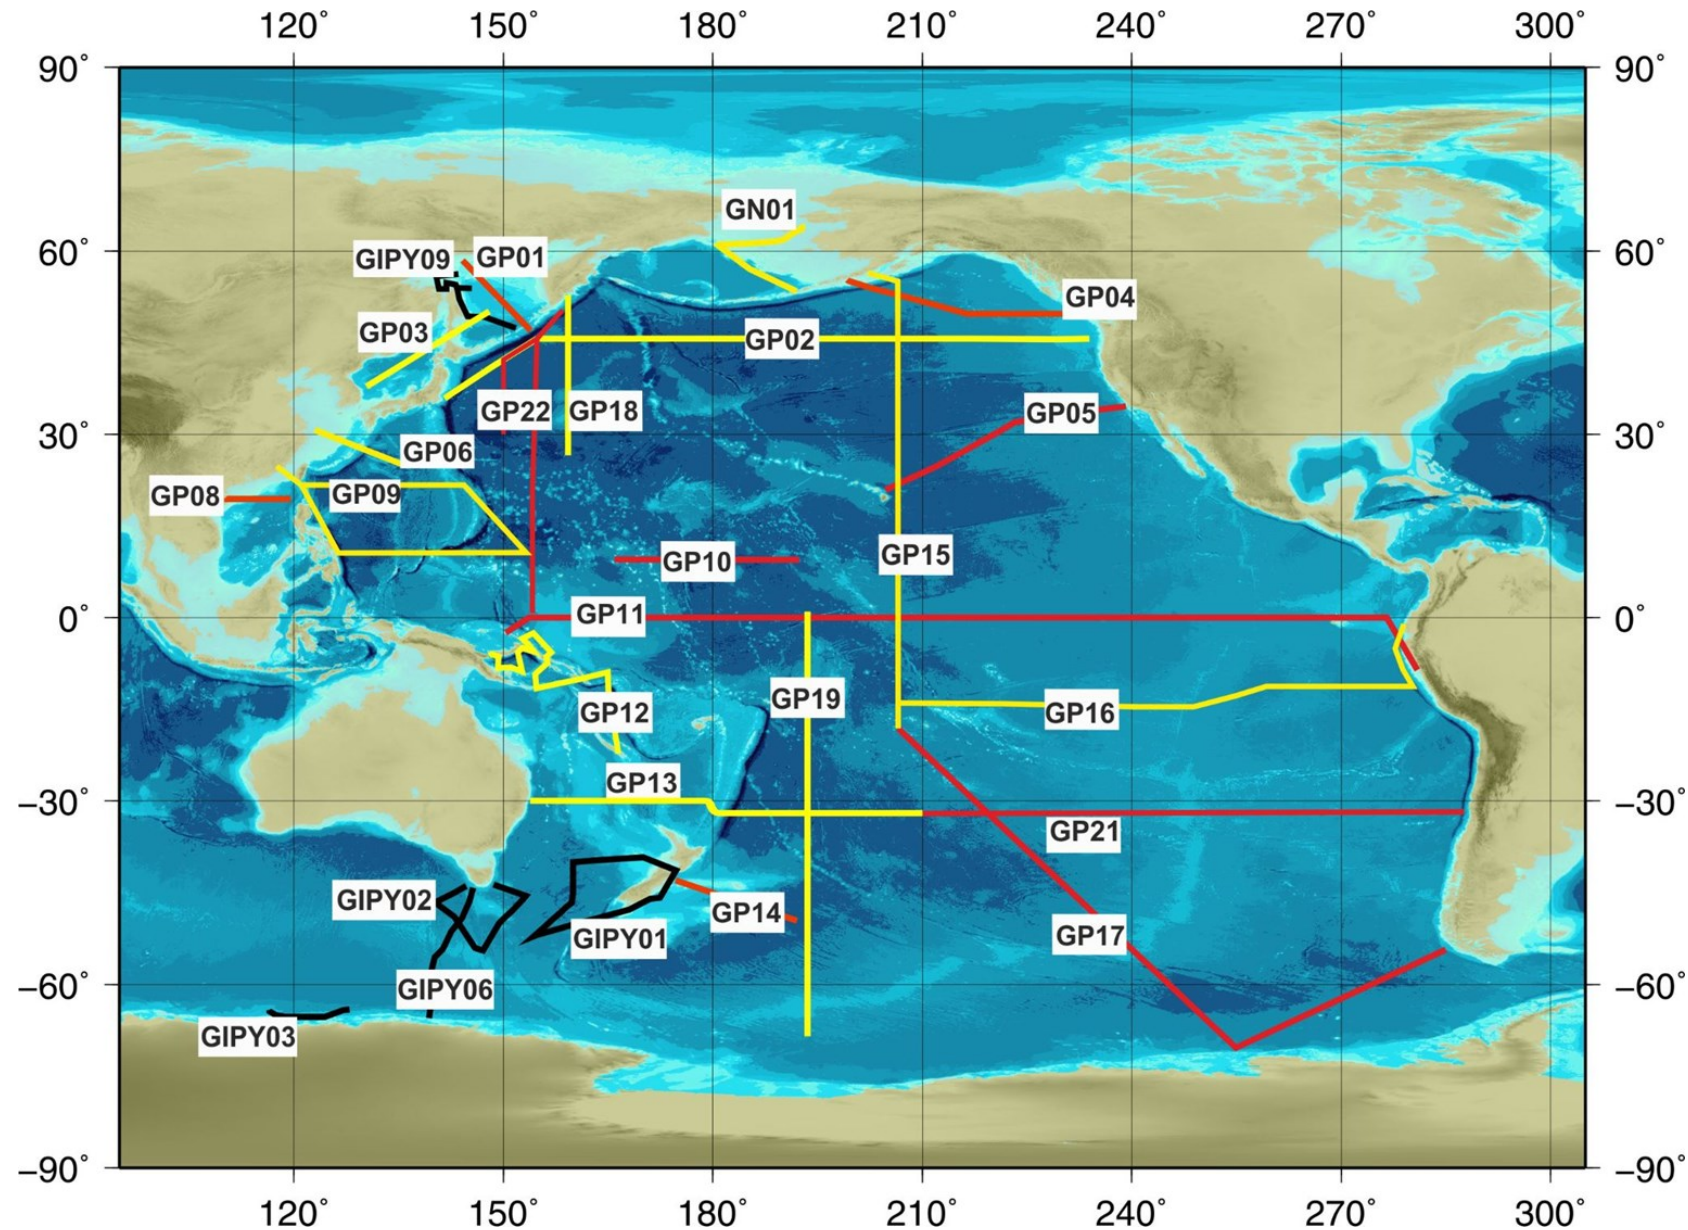 120° 150° 180° 210° 240° 270° 300°
90° 90°
GN01
60° 60°
GIPY09 GP01
GP04
GP03 GP02
GP22 GP18 GP05
30° 30°
GP06
GP08 GP09
GP10 GP15
0° GP11 0°
GP19
GP12 GP16
GP13
−30° −30°
GP21
GIPY02 GP14
GIPY01 GP17
−60° GIPY06 −60°
GIPY03
−90° −90°
120° 150° 180° 210° 240° 270° 300°